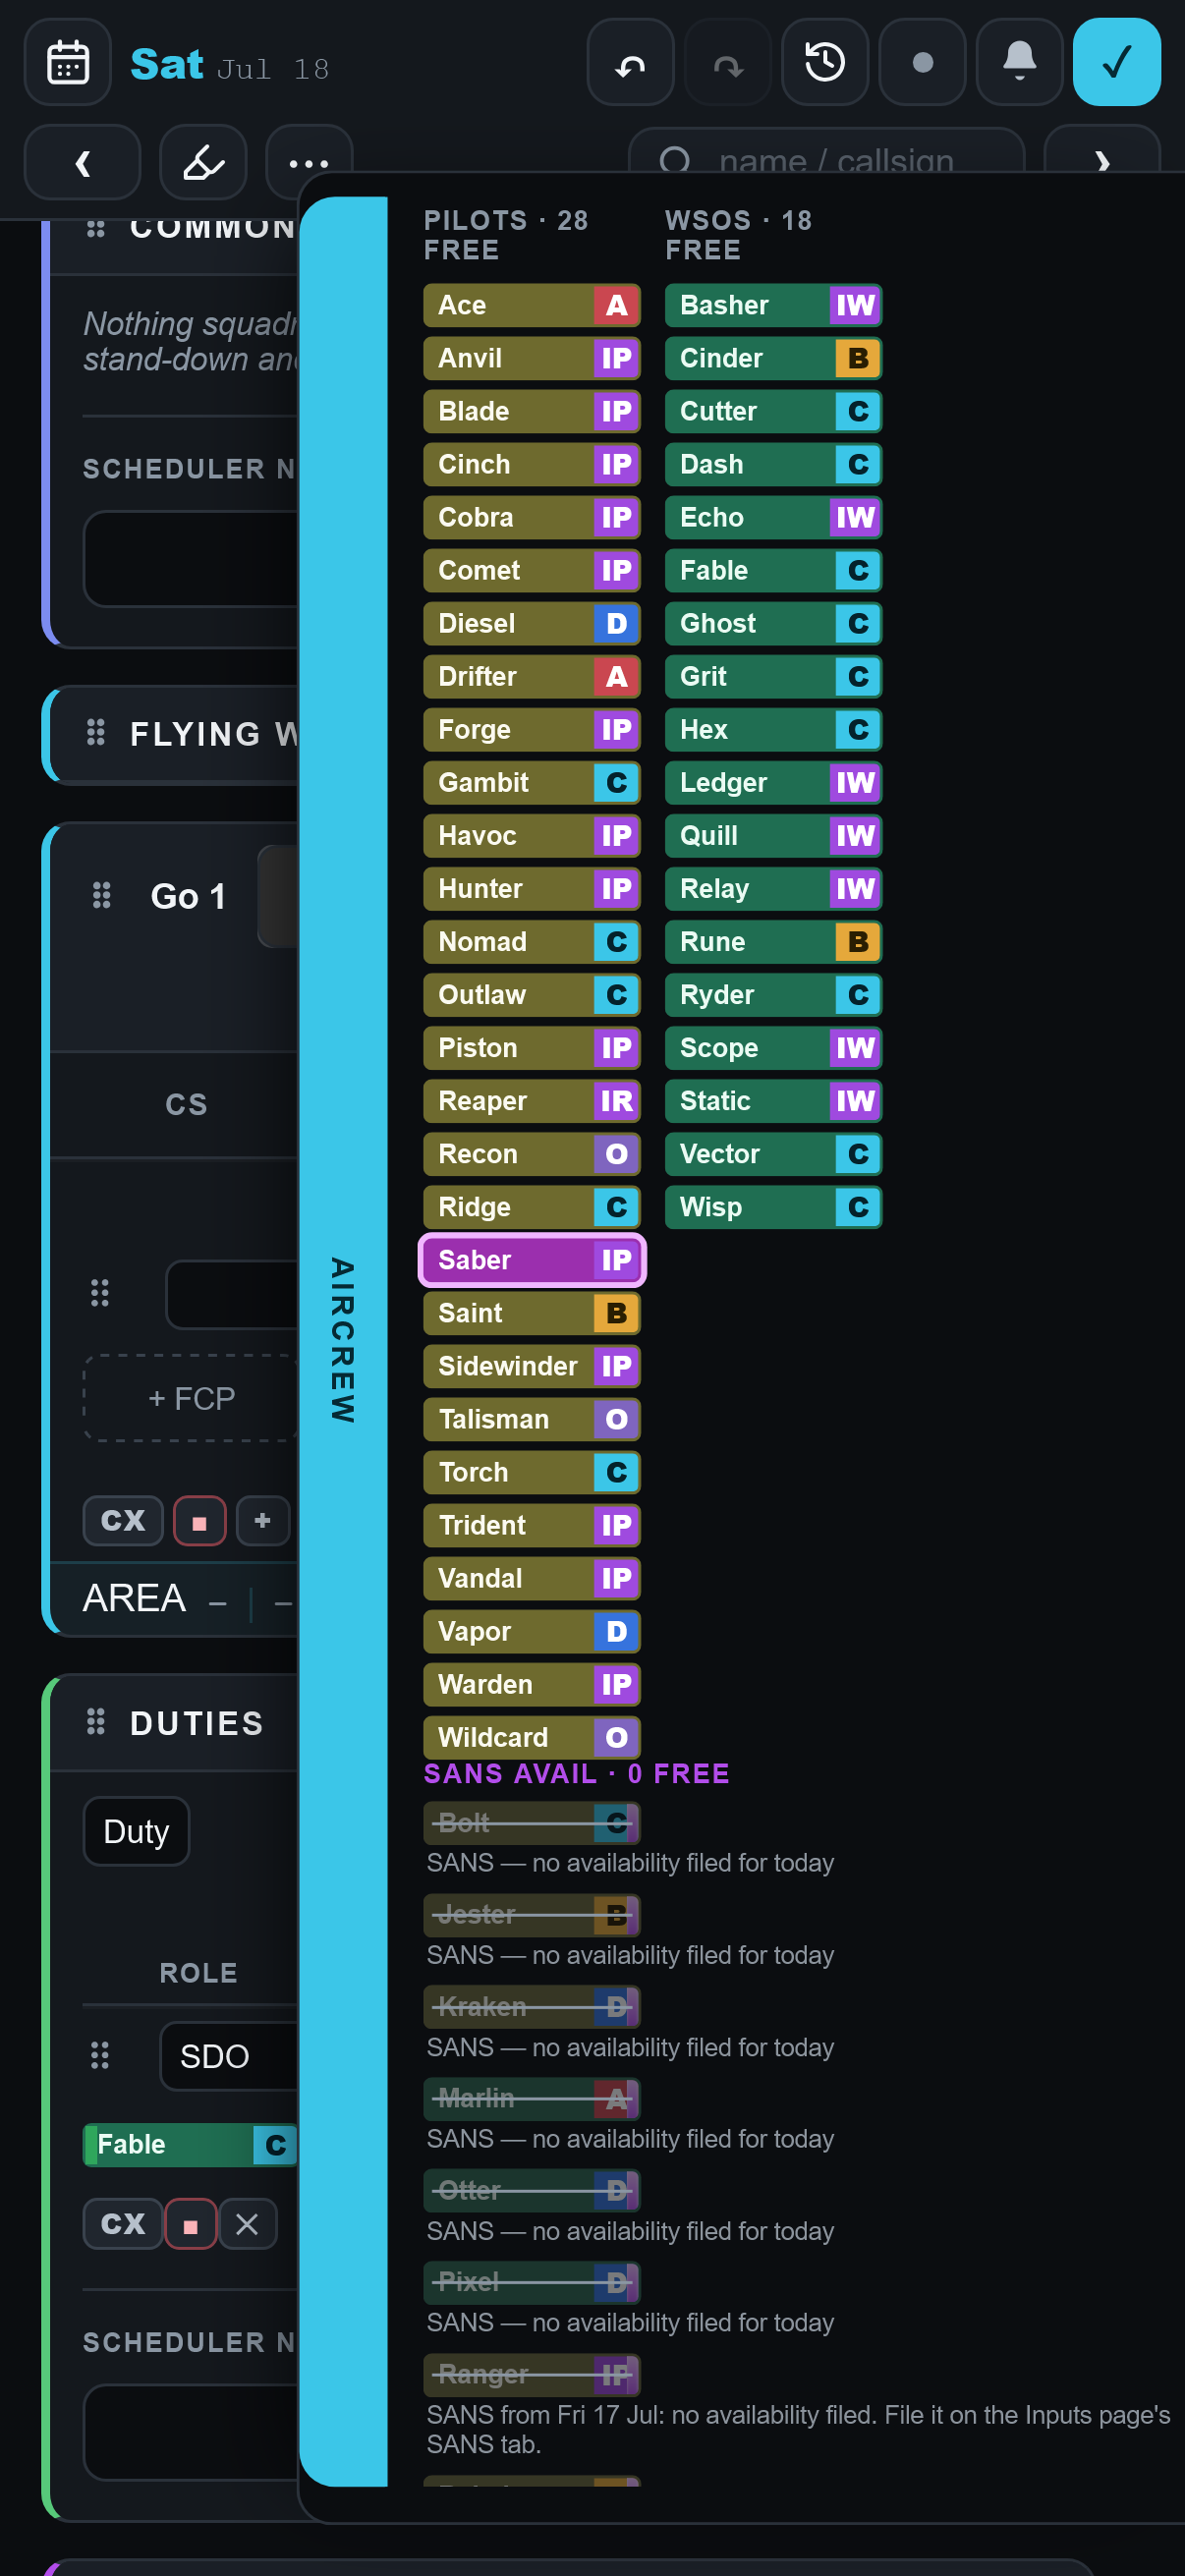 Sat Jul 18
name / callsign
COMMON
Nothing squadr
stand-down and
SCHEDULER N
FLYING W
Go 1
CS
+ FCP
CX
+
AREA – | –
DUTIES
Duty
ROLE
SDO
Fable C
CX
SCHEDULER N
AIRCREW
PILOTS · 28
FREE
Ace A
Anvil IP
Blade IP
Cinch IP
Cobra IP
Comet IP
Diesel D
Drifter A
Forge IP
Gambit C
Havoc IP
Hunter IP
Nomad C
Outlaw C
Piston IP
Reaper IR
Recon O
Ridge C
Saber IP
Saint B
Sidewinder IP
Talisman O
Torch C
Trident IP
Vandal IP
Vapor D
Warden IP
Wildcard O
WSOS · 18
FREE
Basher IW
Cinder B
Cutter C
Dash C
Echo IW
Fable C
Ghost C
Grit C
Hex C
Ledger IW
Quill IW
Relay IW
Rune B
Ryder C
Scope IW
Static IW
Vector C
Wisp C
SANS AVAIL · 0 FREE
Bolt C
SANS — no availability filed for today
Jester B
SANS — no availability filed for today
Kraken D
SANS — no availability filed for today
Marlin A
SANS — no availability filed for today
Otter D
SANS — no availability filed for today
Pixel D
SANS — no availability filed for today
Ranger IP
SANS from Fri 17 Jul: no availability filed. File it on the Inputs page's
SANS tab.